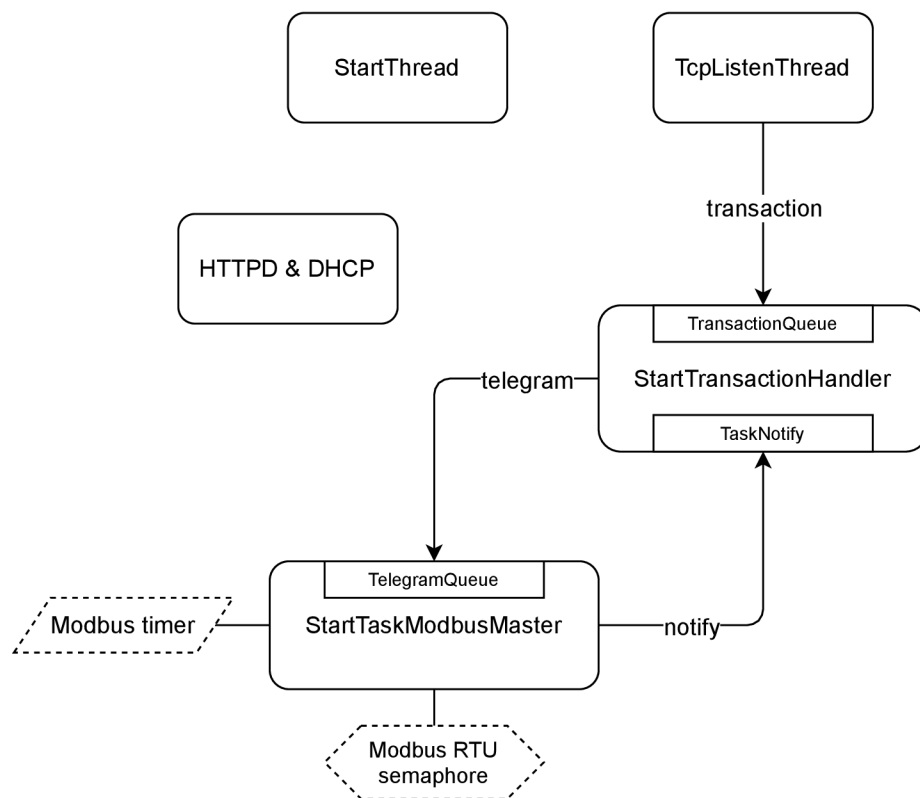 StartThread
TcpListenThread
transaction
HTTPD & DHCP
TransactionQueue
StartTransactionHandler
telegram
TaskNotify
TelegramQueue
StartTaskModbusMaster
Modbus timer
notify
Modbus RTU
semaphore